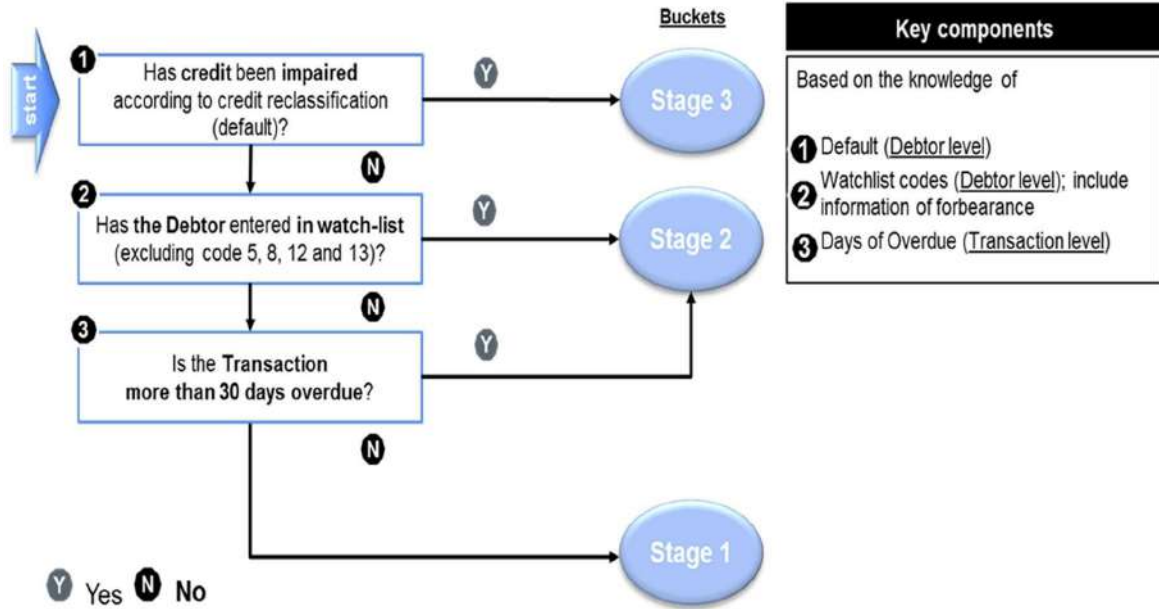 start
1
Has credit been impaired
according to credit reclassification
(default)?
Y
N
2
Has the Debtor entered in watch-list
(excluding code 5, 8, 12 and 13)?
Y
N
3
Is the Transaction
more than 30 days overdue?
Y
N
Buckets
Stage 3
Stage 2
Stage 1
Key components
Based on the knowledge of
1 Default (Debtor level)
2 Watchlist codes (Debtor level); include
information of forbearance
3 Days of Overdue (Transaction level)
Y Yes N No